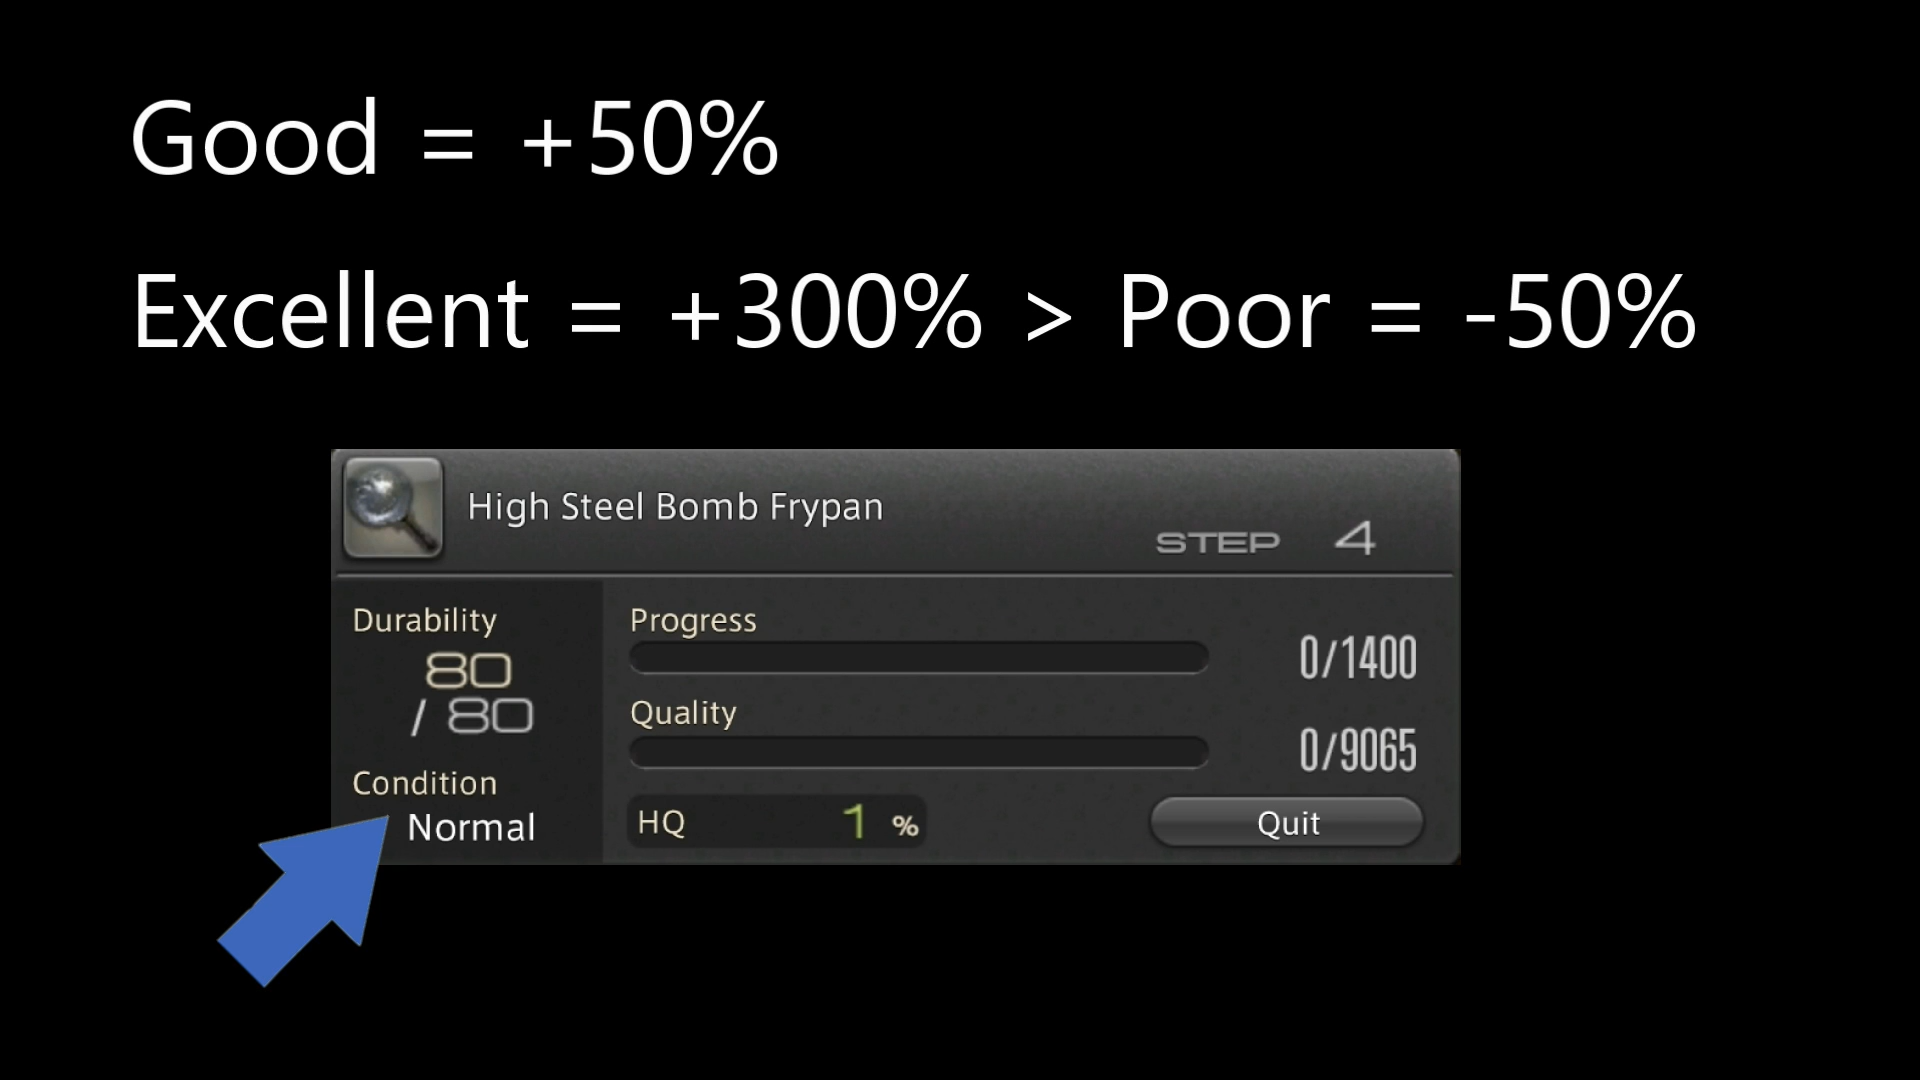 Good = +50%
Excellent = +300% > Poor = -50%
High Steel Bomb Frypan
STEP 4
Durability
80
/ 80
Condition
Normal
Progress
0/1400
Quality
0/9065
HQ 1 %
Quit